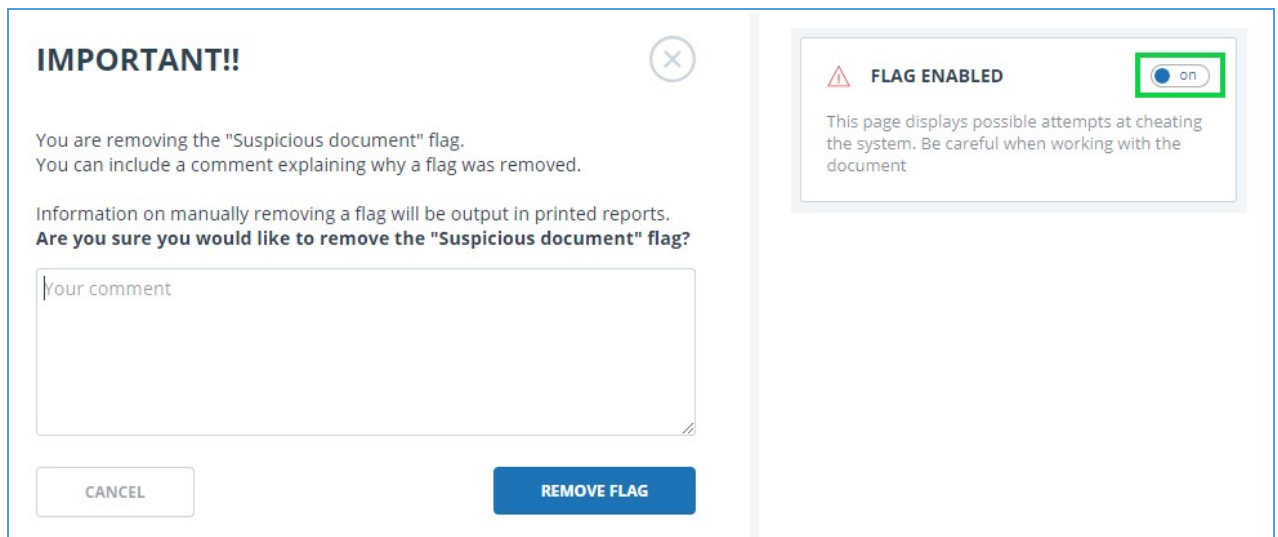 IMPORTANT!!
You are removing the "Suspicious document" flag.
You can include a comment explaining why a flag was removed.
Information on manually removing a flag will be output in printed reports.
Are you sure you would like to remove the "Suspicious document" flag?
Your comment
CANCEL
REMOVE FLAG
FLAG ENABLED
on
This page displays possible attempts at cheating
the system. Be careful when working with the
document